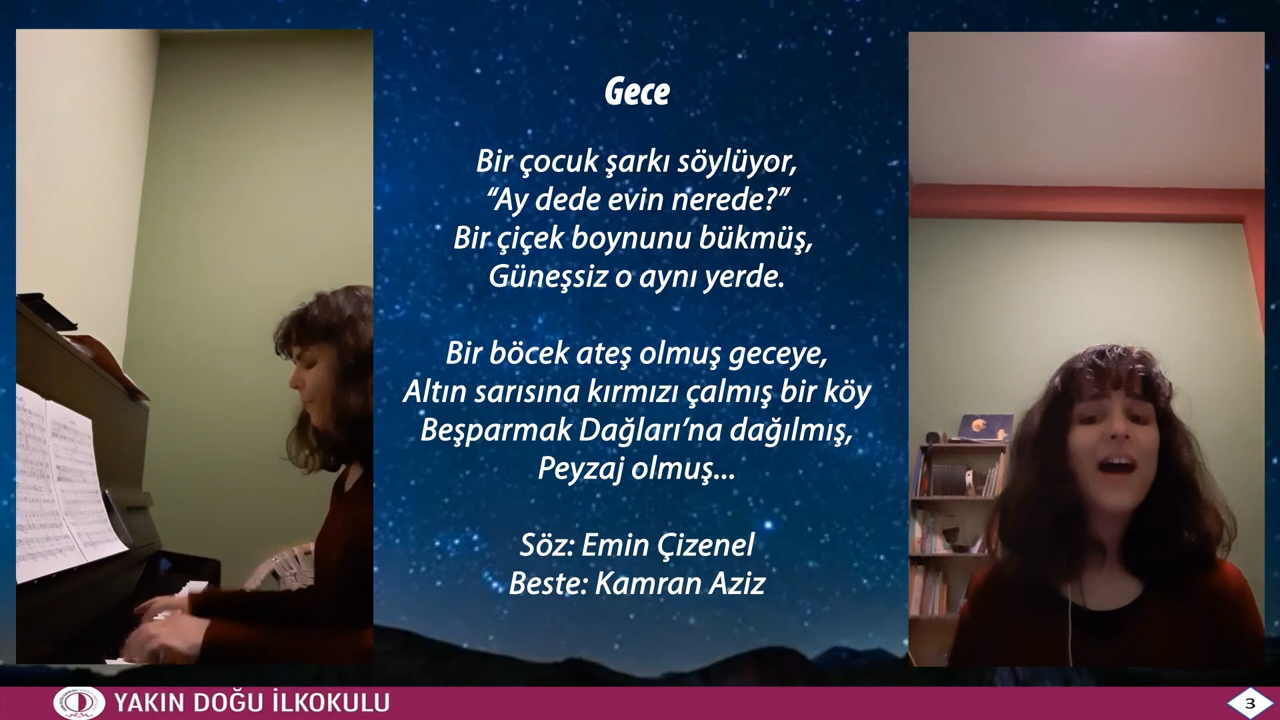 Gece
Bir çocuk şarkı söylüyor,
“Ay dede evin nerede?”
Bir çiçek boynunu bükmüş,
Güneşsiz o aynı yerde.
Bir böcek ateş olmuş geceye,
Altın sarısına kırmızı çalmış bir köy
Beşparmak Dağları’na dağılmış,
Peyzaj olmuş...
Söz: Emin Çizenel
Beste: Kamran Aziz
YAKIN DOĞU İLKOKULU
3